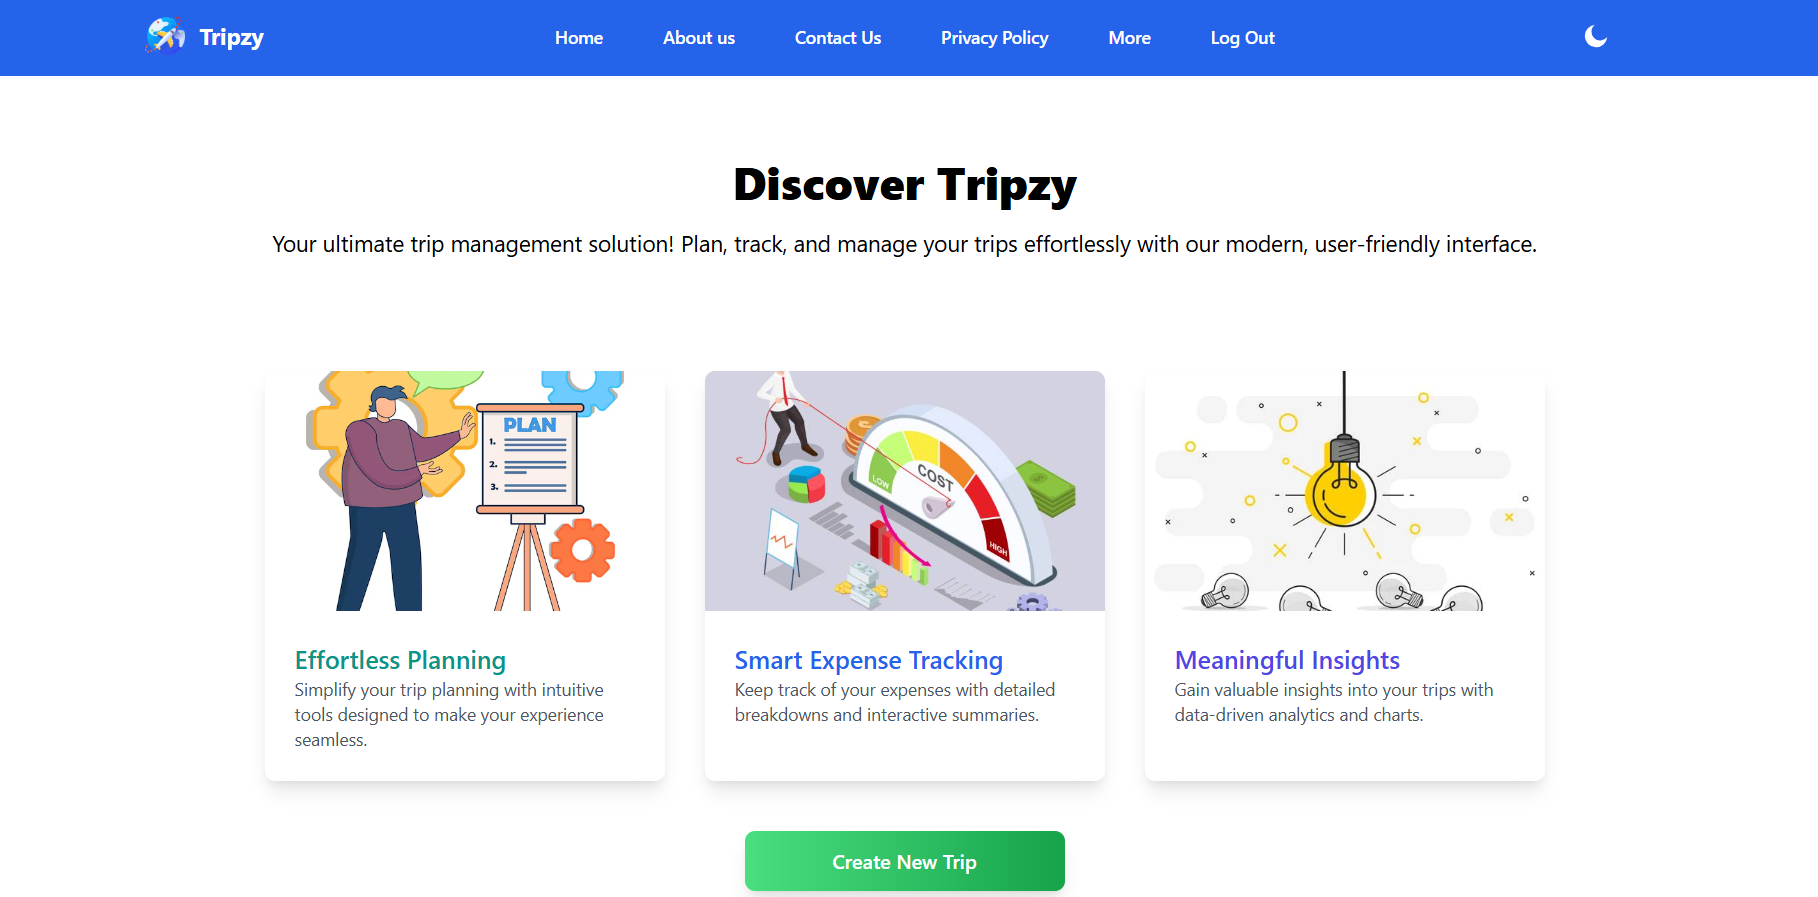 Tripzy
Home
About us
Contact Us
Privacy Policy
More
Log Out
Discover Tripzy
Your ultimate trip management solution! Plan, track, and manage your trips effortlessly with our modern, user-friendly interface.
PLAN
1.
2.
3.
COST
LOW
HIGH
Effortless Planning
Simplify your trip planning with intuitive
tools designed to make your experience
seamless.
Smart Expense Tracking
Keep track of your expenses with detailed
breakdowns and interactive summaries.
Meaningful Insights
Gain valuable insights into your trips with
data-driven analytics and charts.
Create New Trip